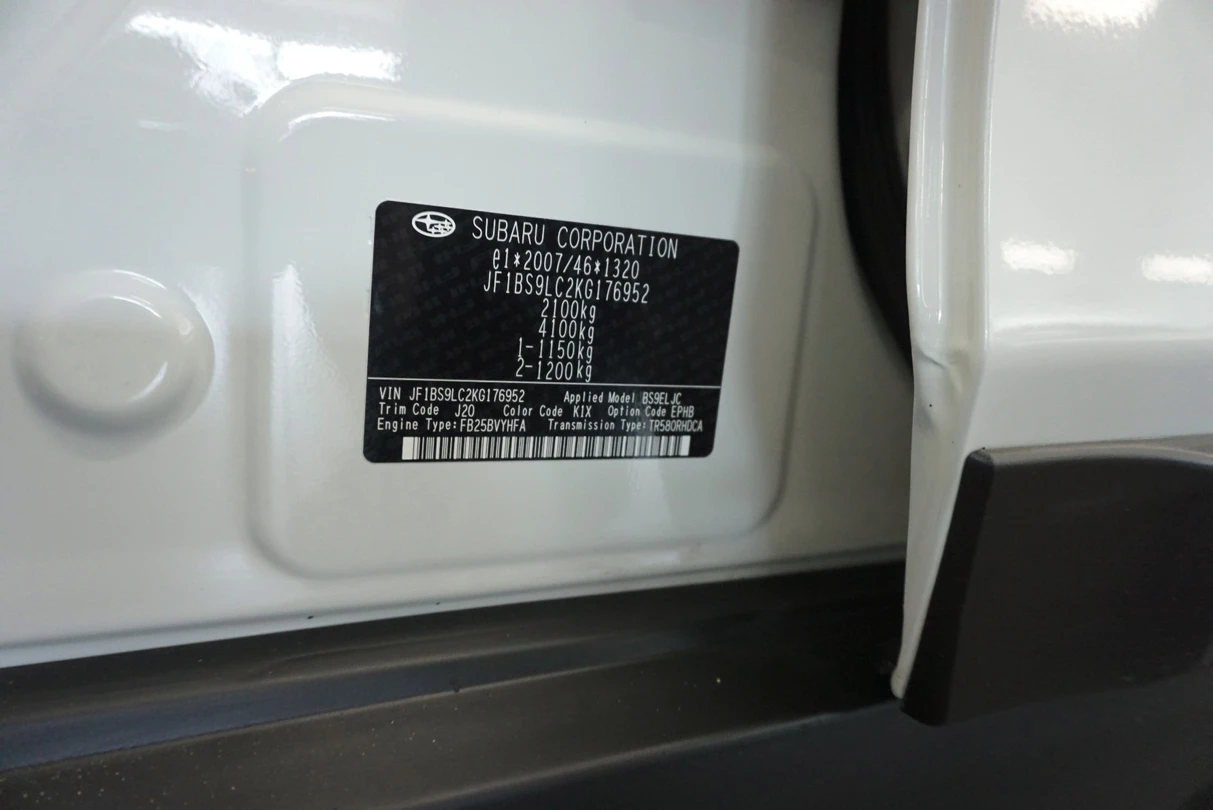 SUBARU CORPORATION
e1*2007/46*1320
JF1BS9LC2KG176952
2100kg
4100kg
1-1150kg
2-1200kg
VIN JF1BS9LC2KG176952 Applied Model BS9ELJC
Trim Code J20 Color Code K1X Option Code EPHB
Engine Type: FB25BVYHFA Transmission Type: TR580RHDCA